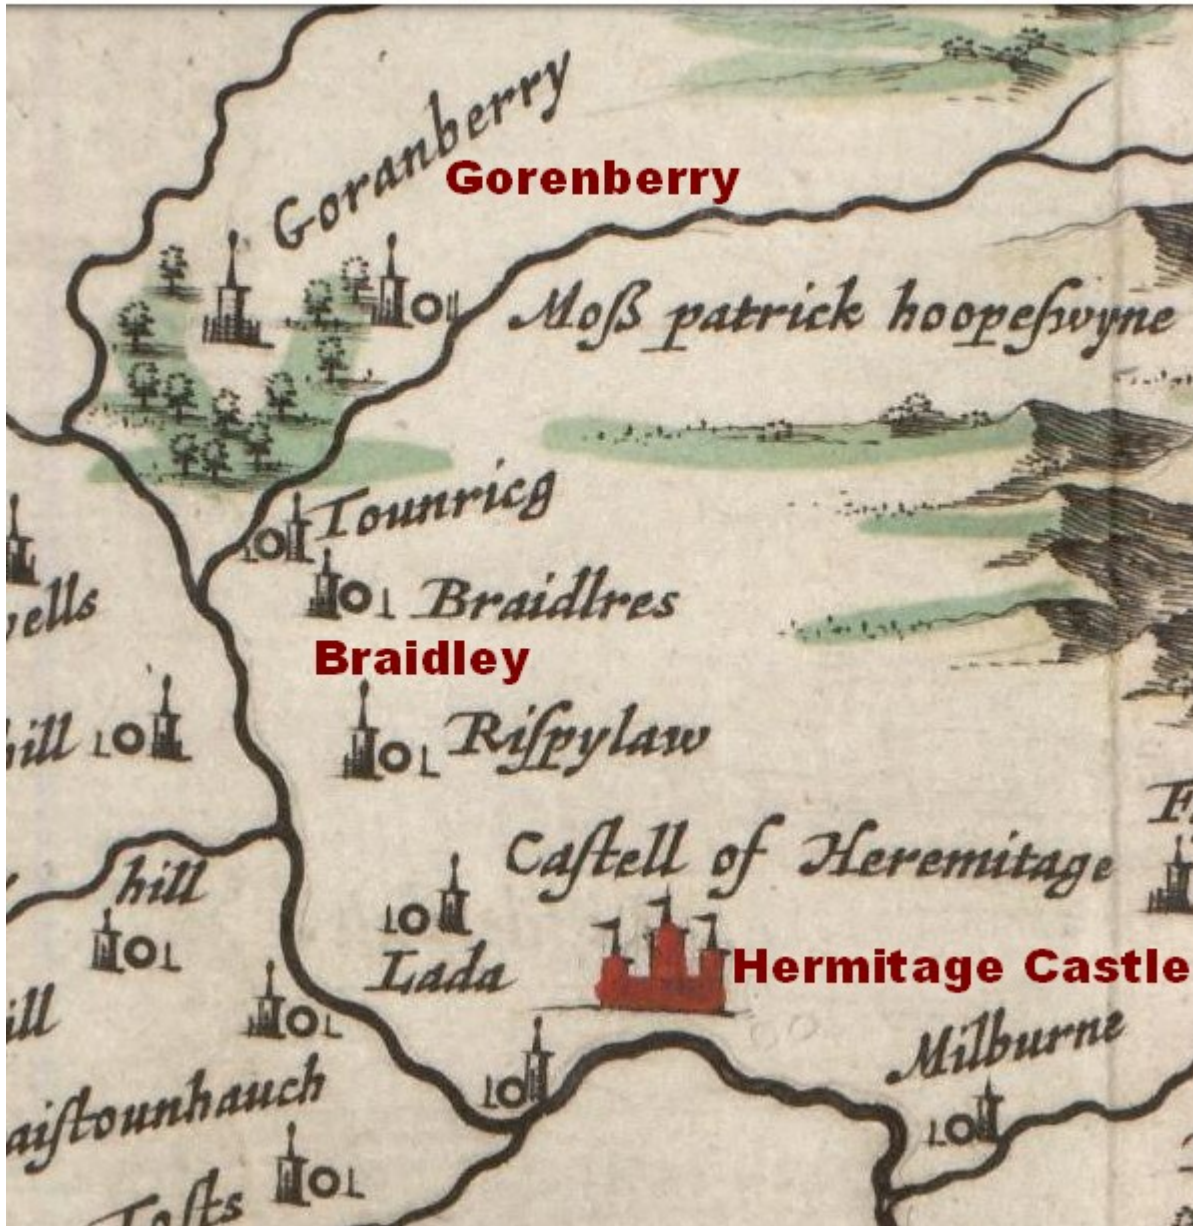 Goranberry
Gorenberry
Moſs patrick hoopeſwyne
Tounricg
Braidlres
ells
Braidley
hill
Riſpylaw
Caſtell of Heremitage
F
hill
Lada
Hermitage Castle
ill
Milburne
aiſtounhauch
Toſts